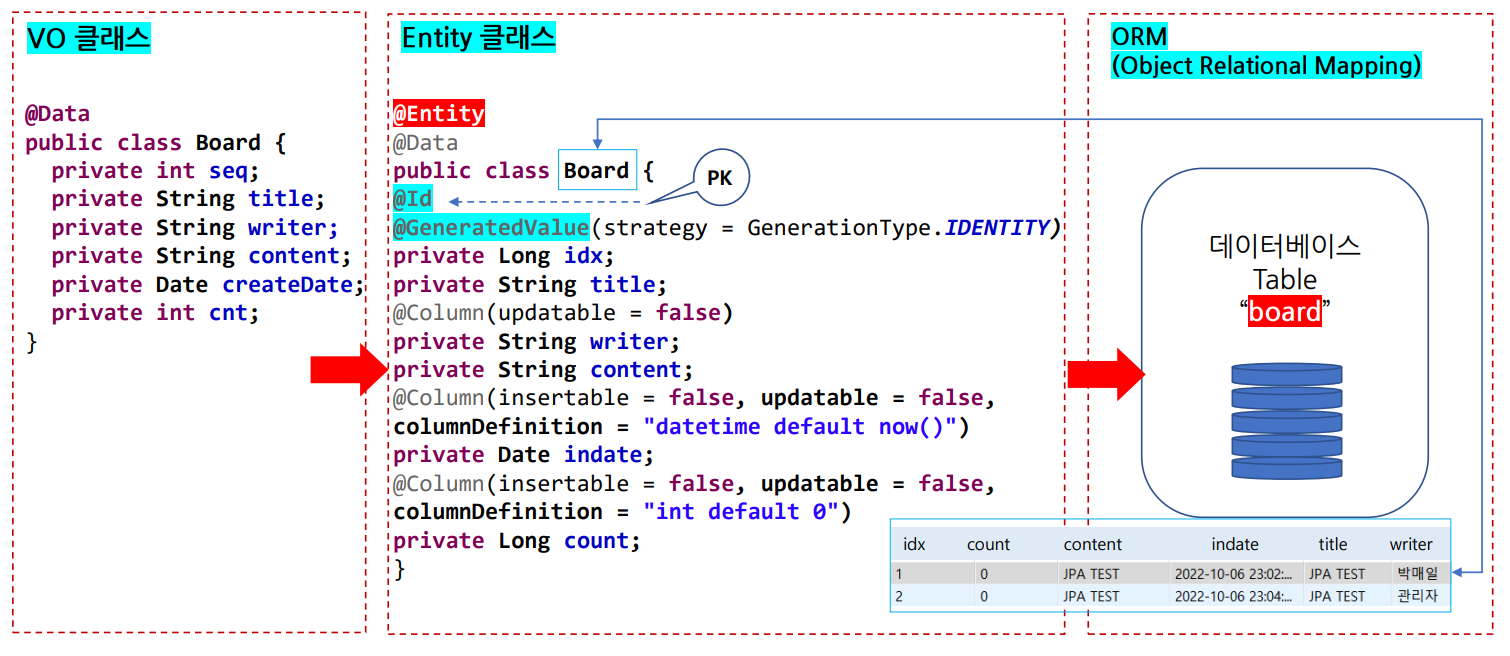 VO 클래스
@Data
public class Board {
private int seq;
private String title;
private String writer;
private String content;
private Date createDate;
private int cnt;
}
Entity 클래스
@Entity
@Data
public class Board {
PK
@Id
@GeneratedValue(strategy = GenerationType.IDENTITY)
private Long idx;
private String title;
@Column(updatable = false)
private String writer;
private String content;
@Column(insertable = false, updatable = false,
columnDefinition = "datetime default now()")
private Date indate;
@Column(insertable = false, updatable = false,
columnDefinition = "int default 0")
private Long count;
}
ORM
(Object Relational Mapping)
데이터베이스
Table
“board”
idx count content indate title writer
1 0 JPA TEST 2022-10-06 23:02:... JPA TEST 박매일
2 0 JPA TEST 2022-10-06 23:04:... JPA TEST 관리자